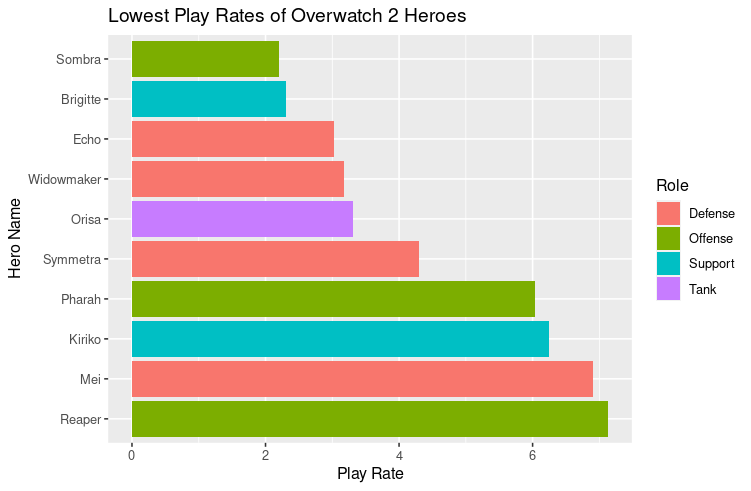 Lowest Play Rates of Overwatch 2 Heroes
Hero Name
Sombra
Brigitte
Echo
Widowmaker
Orisa
Symmetra
Pharah
Kiriko
Mei
Reaper
0 2 4 6
Play Rate
Role
Defense
Offense
Support
Tank